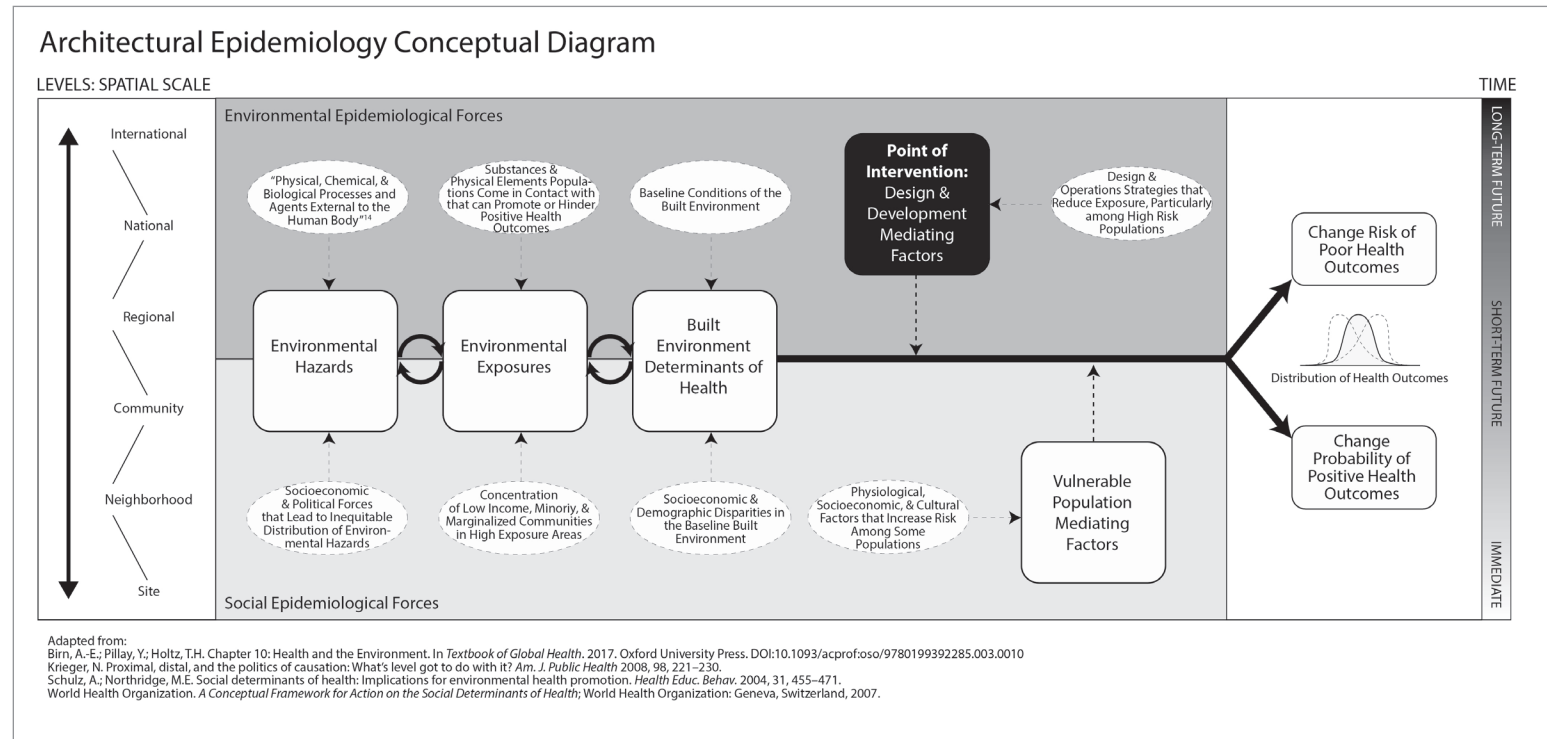 Architectural Epidemiology Conceptual Diagram
LEVELS: SPATIAL SCALE
TIME
International
National
Regional
Community
Neighborhood
Site
Environmental Epidemiological Forces
“Physical, Chemical, &
Biological Processes and
Agents External to the
Human Body”14
Substances &
Physical Elements Popula-
tions Come in Contact with
that can Promote or Hinder
Positive Health
Outcomes
Baseline Conditions of the
Built Environment
Point of
Intervention:
Design &
Development
Mediating
Factors
Design &
Operations Strategies that
Reduce Exposure, Particularly
among High Risk
Populations
Environmental
Hazards
Environmental
Exposures
Built
Environment
Determinants of
Health
Socioeconomic
& Political Forces
that Lead to Inequitable
Distribution of Environ-
mental Hazards
Concentration
of Low Income, Minoriy, &
Marginalized Communities
in High Exposure Areas
Socioeconomic &
Demographic Disparities in
the Baseline Built
Environment
Physiological,
Socioeconomic, & Cultural
Factors that Increase Risk
Among Some
Populations
Vulnerable
Population
Mediating
Factors
Social Epidemiological Forces
Change Risk of
Poor Health
Outcomes
Distribution of Health Outcomes
Change
Probability of
Positive Health
Outcomes
LONG-TERM FUTURE
SHORT-TERM FUTURE
IMMEDIATE
Adapted from:
Birn, A.-E.; Pillay, Y.; Holtz, T.H. Chapter 10: Health and the Environment. In Textbook of Global Health. 2017. Oxford University Press. DOI:10.1093/acprof:oso/9780199392285.003.0010
Krieger, N. Proximal, distal, and the politics of causation: What’s level got to do with it? Am. J. Public Health 2008, 98, 221–230.
Schulz, A.; Northridge, M.E. Social determinants of health: Implications for environmental health promotion. Health Educ. Behav. 2004, 31, 455–471.
World Health Organization. A Conceptual Framework for Action on the Social Determinants of Health; World Health Organization: Geneva, Switzerland, 2007.